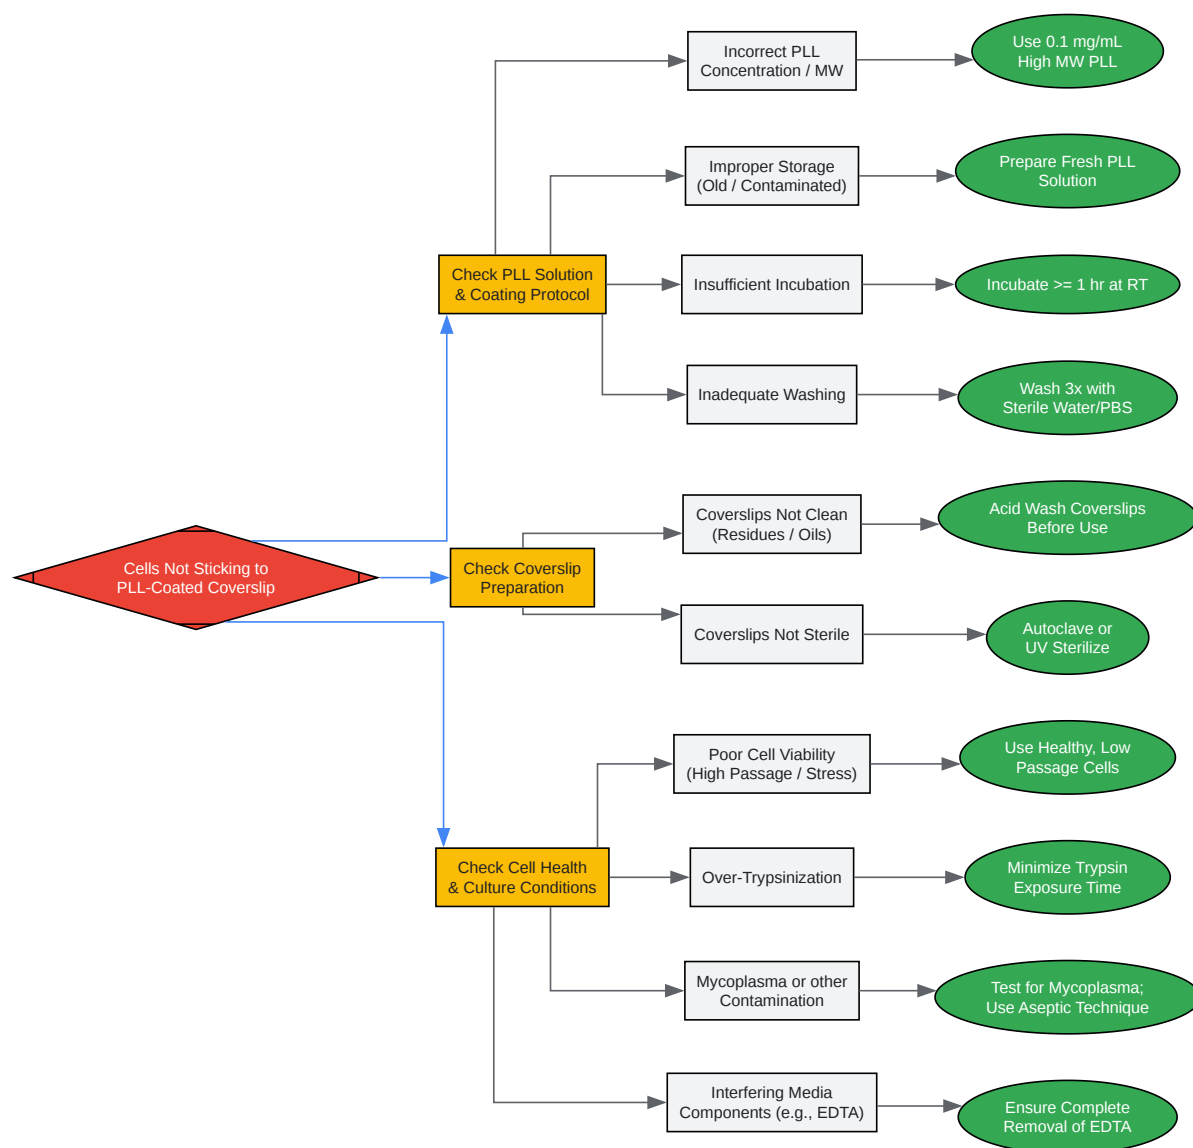 Cells Not Sticking to
PLL-Coated Coverslip
Check PLL Solution
& Coating Protocol
Incorrect PLL
Concentration / MW
Use 0.1 mg/mL
High MW PLL
Improper Storage
(Old / Contaminated)
Prepare Fresh PLL
Solution
Insufficient Incubation
Incubate >= 1 hr at RT
Inadequate Washing
Wash 3x with
Sterile Water/PBS
Check Coverslip
Preparation
Coverslips Not Clean
(Residues / Oils)
Acid Wash Coverslips
Before Use
Coverslips Not Sterile
Autoclave or
UV Sterilize
Check Cell Health
& Culture Conditions
Poor Cell Viability
(High Passage / Stress)
Use Healthy, Low
Passage Cells
Over-Trypsinization
Minimize Trypsin
Exposure Time
Mycoplasma or other
Contamination
Test for Mycoplasma;
Use Aseptic Technique
Interfering Media
Components (e.g., EDTA)
Ensure Complete
Removal of EDTA